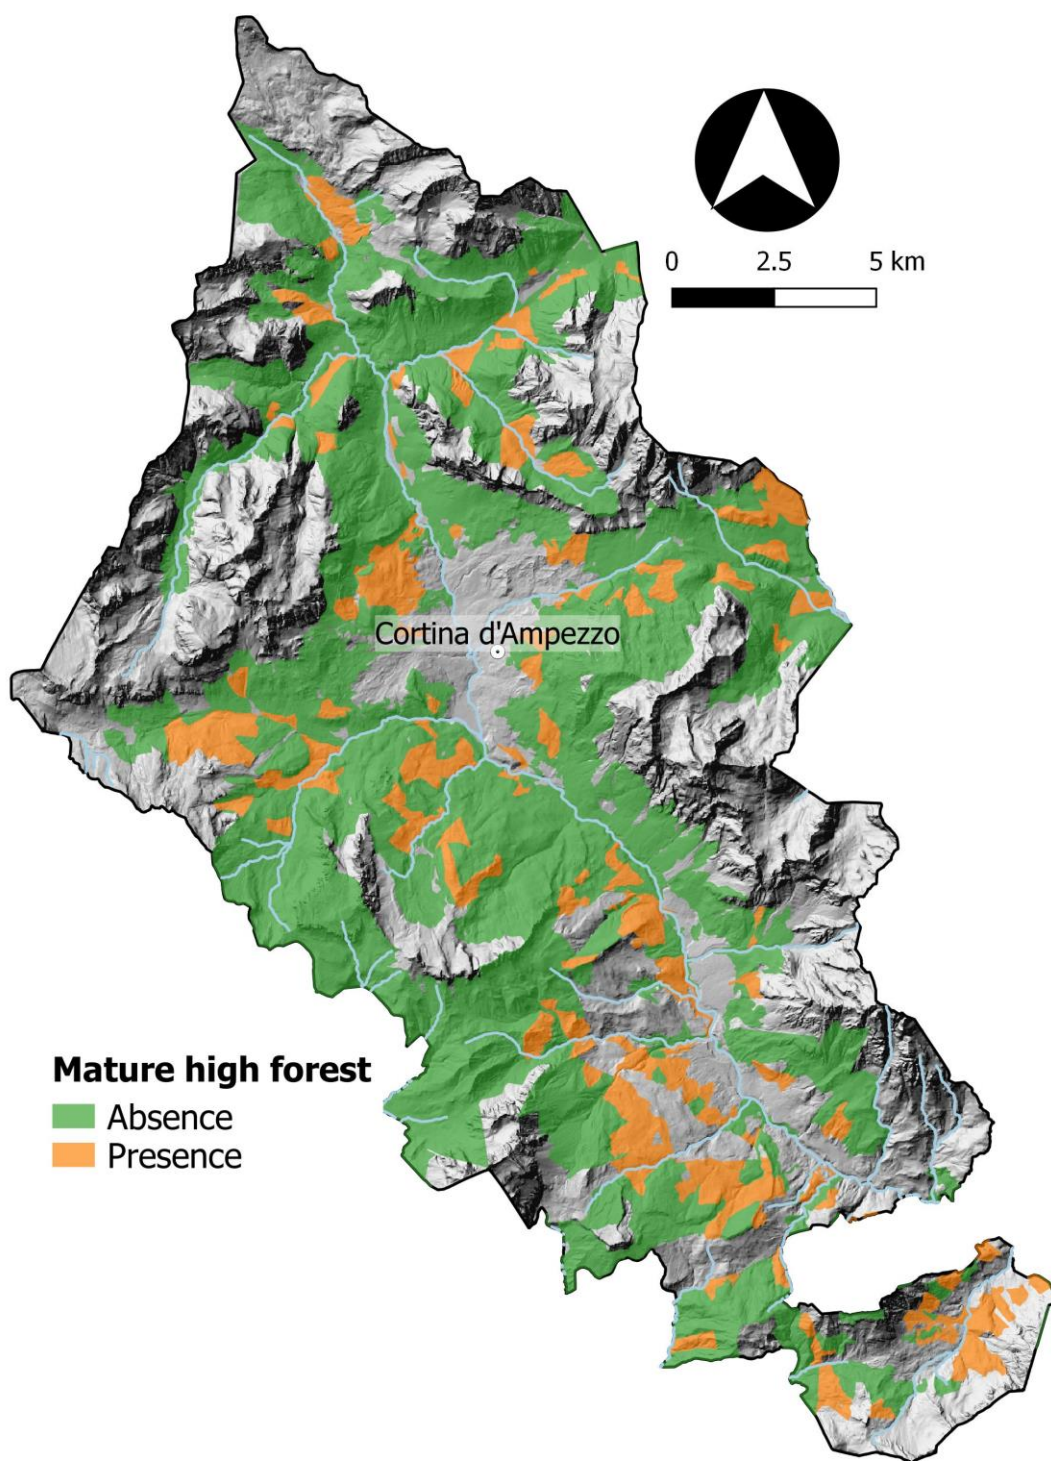 0 2.5 5 km
Cortina d'Ampezzo
Mature high forest
Absence
Presence